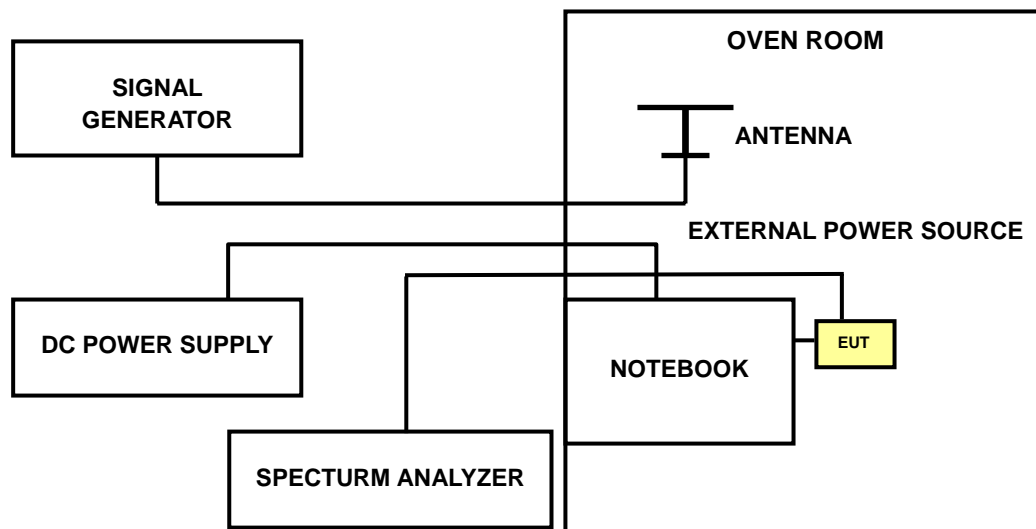 OVEN ROOM
SIGNAL
GENERATOR
ANTENNA
EXTERNAL POWER SOURCE
DC POWER SUPPLY
NOTEBOOK
EUT
SPECTURM ANALYZER